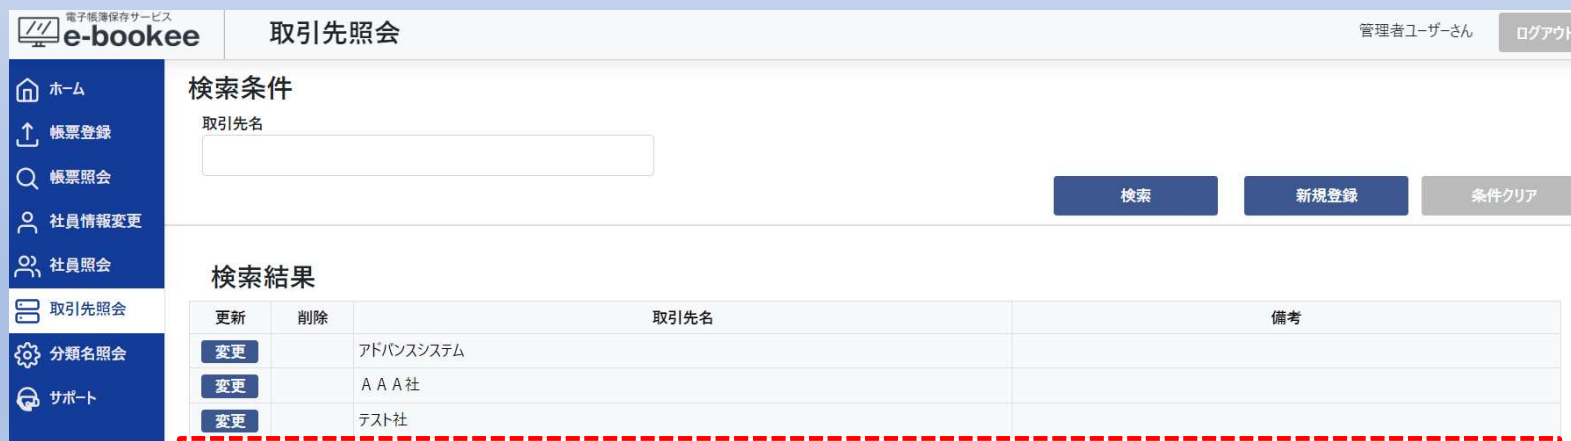 電子帳簿保存サービス
e-bookee
取引先照会
管理者ユーザーさん
ログアウト
ホーム
帳票登録
帳票照会
社員情報変更
社員照会
取引先照会
分類名照会
サポート
検索条件
取引先名
検索
新規登録
条件クリア
検索結果
更新 削除 取引先名 備考
変更 アドバンスシステム
変更 ＡＡＡ社
変更 テスト社